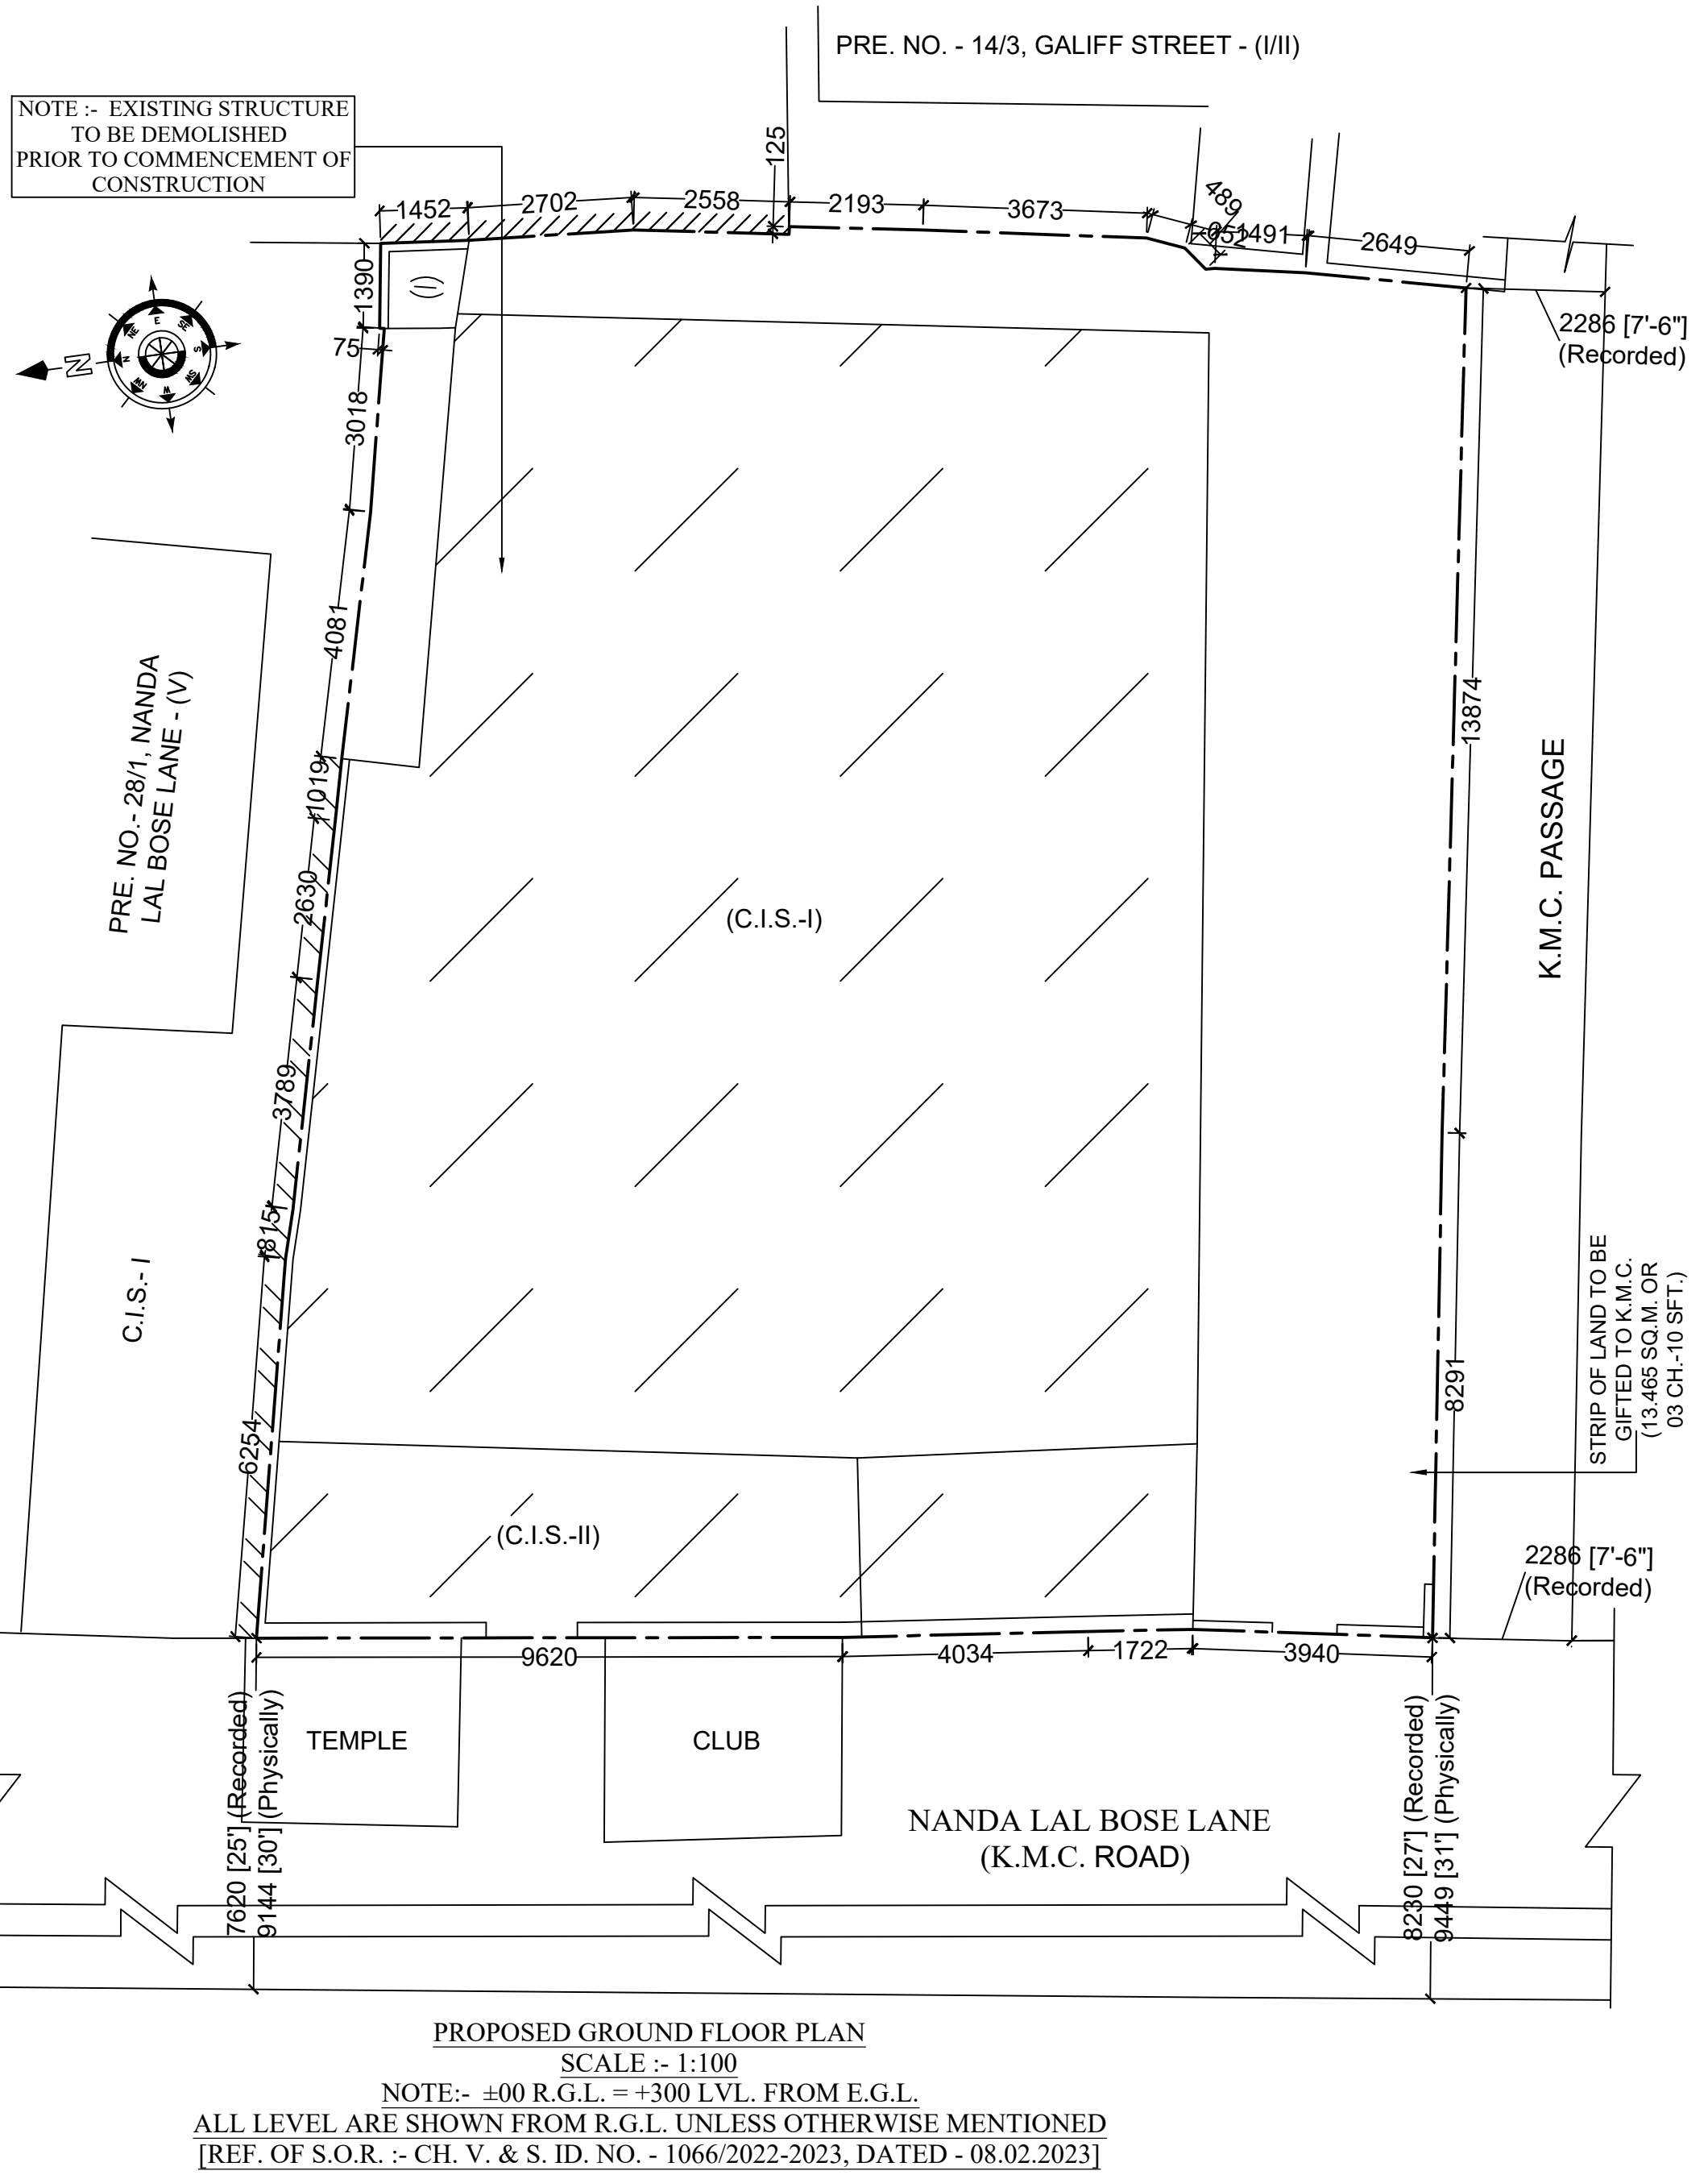 PRE. NO. - 14/3, GALIFF STREET - (I/II)
NOTE :- EXISTING STRUCTURE
TO BE DEMOLISHED
PRIOR TO COMMENCEMENT OF
CONSTRUCTION
125
1452
2702
2558
2193
3673
489
652
1491
2649
1390
75
3018
2286 [7'-6"]
(Recorded)
E
SE
S
SW
W
NW
N
NE
N
4081
PRE. NO.- 28/1, NANDA
LAL BOSE LANE - (V)
13874
1019
K.M.C. PASSAGE
2630
(C.I.S.-I)
3789
815
C.I.S.- I
STRIP OF LAND TO BE
GIFTED TO K.M.C.
(13.465 SQ.M. OR
03 CH.-10 SFT.)
8291
6254
(C.I.S.-II)
2286 [7'-6"]
(Recorded)
9620
4034
1722
3940
7620 [25'] (Recorded)
9144 [30'] (Physically)
TEMPLE
CLUB
8230 [27'] (Recorded)
9449 [31'] (Physically)
NANDA LAL BOSE LANE
(K.M.C. ROAD)
PROPOSED GROUND FLOOR PLAN
SCALE :- 1:100
NOTE:- ±00 R.G.L. = +300 LVL. FROM E.G.L.
ALL LEVEL ARE SHOWN FROM R.G.L. UNLESS OTHERWISE MENTIONED
[REF. OF S.O.R. :- CH. V. & S. ID. NO. - 1066/2022-2023, DATED - 08.02.2023]